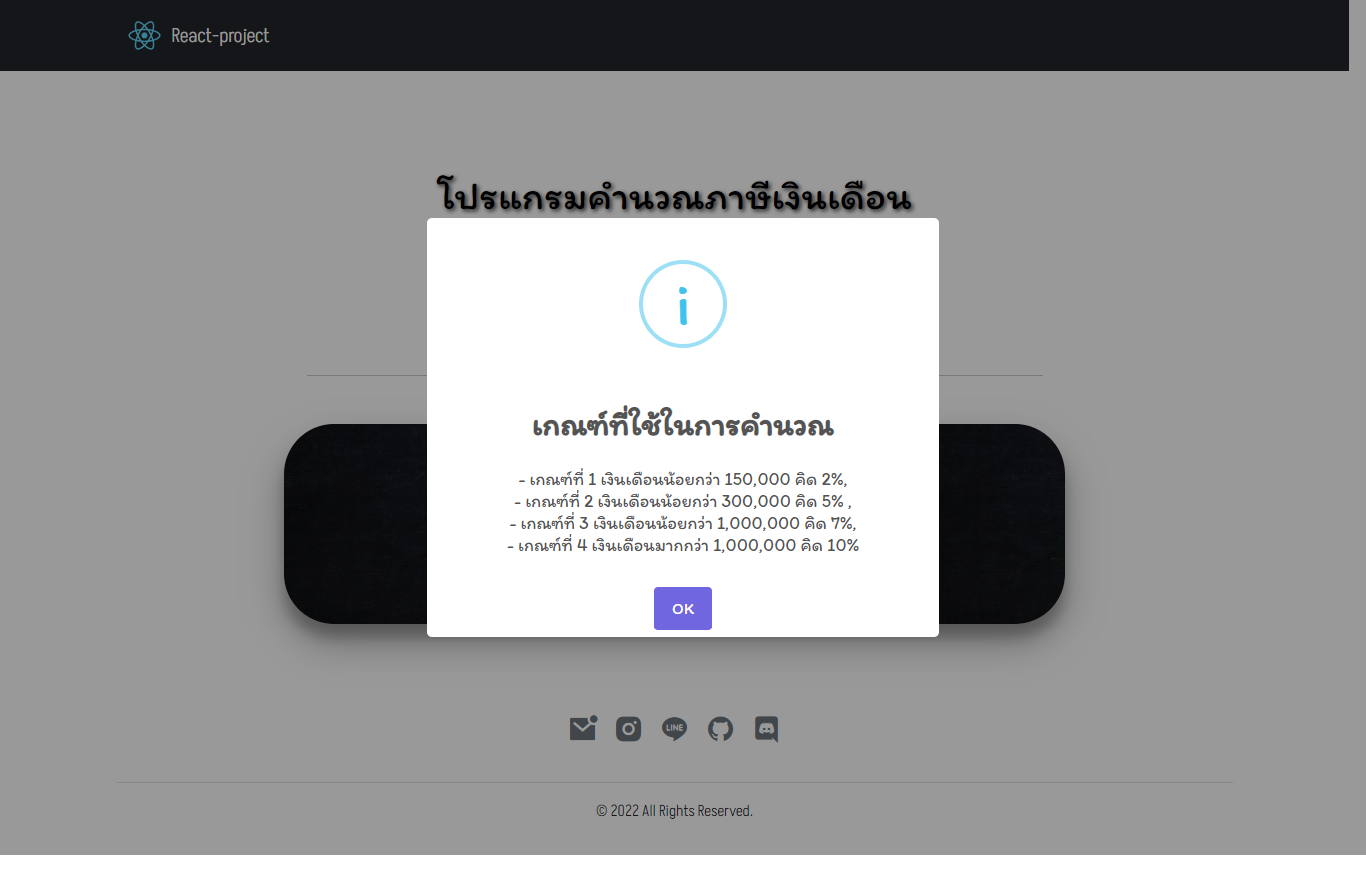 React-project
โปรแกรมคำนวณภาษีเงินเดือน
i
เกณฑ์ที่ใช้ในการคำนวณ
- เกณฑ์ที่ 1 เงินเดือนน้อยกว่า 150,000 คิด 2%,
- เกณฑ์ที่ 2 เงินเดือนน้อยกว่า 300,000 คิด 5% ,
- เกณฑ์ที่ 3 เงินเดือนน้อยกว่า 1,000,000 คิด 7%,
- เกณฑ์ที่ 4 เงินเดือนมากกว่า 1,000,000 คิด 10%
OK
LINE
© 2022 All Rights Reserved.